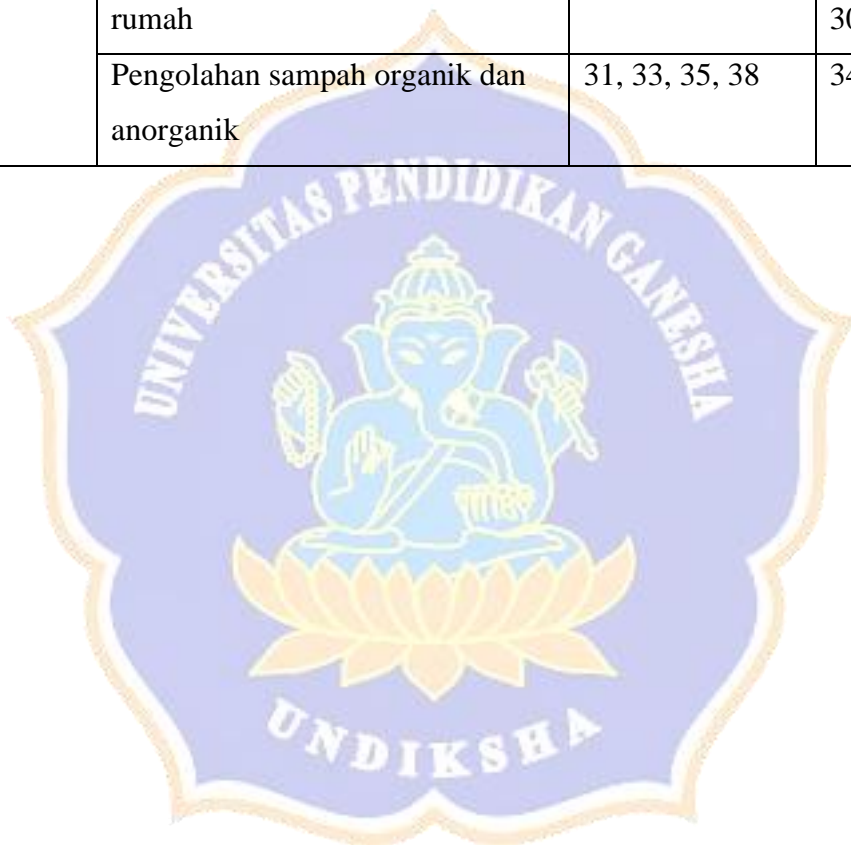 rumah
Pengolahan sampah organik dan 31, 33, 35, 38
anorganik
UNIVERSITAS PENDIDIKAN GANESHA
UNDIKSHA